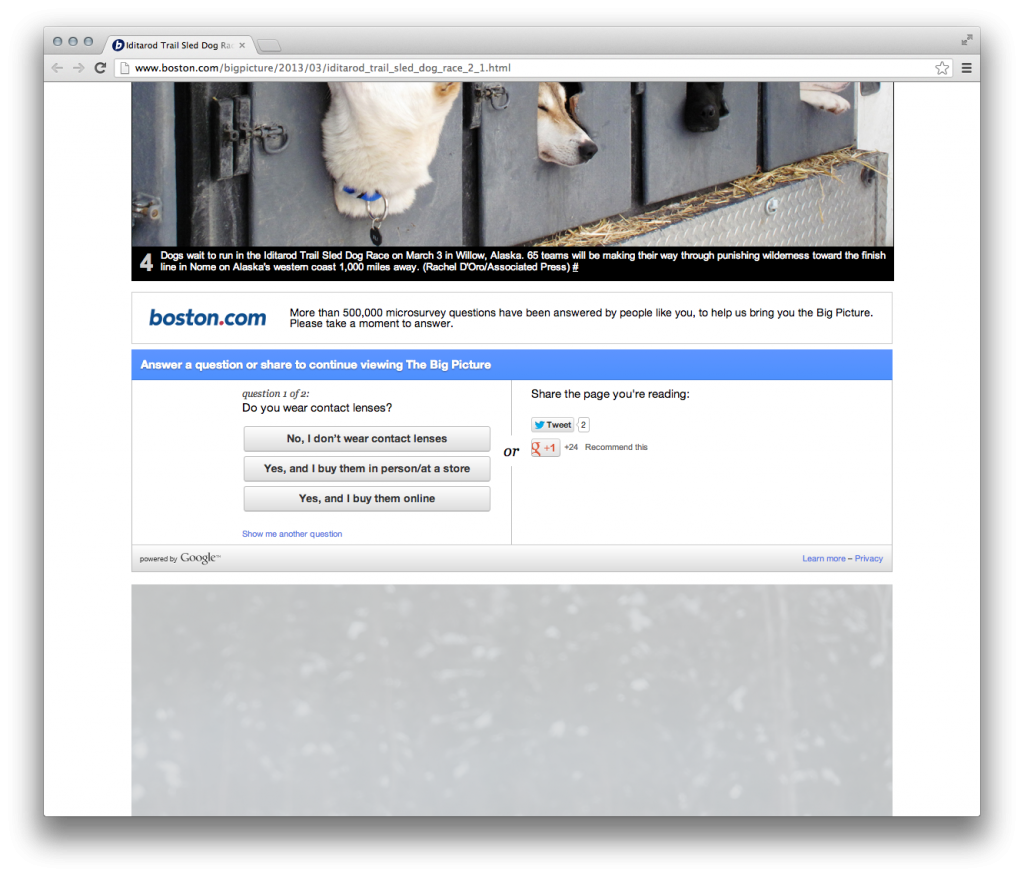 Iditarod Trail Sled Dog Ra
www.boston.com/bigpicture/2013/03/iditarod_trail_sled_dog_race_2_1.html
4 Dogs wait to run in the Iditarod Trail Sled Dog Race on March 3 in Willow, Alaska. 65 teams will be making their way through punishing wilderness toward the finish
line in Nome on Alaska's western coast 1,000 miles away. (Rachel D'Oro/Associated Press) #
boston.com
More than 500,000 microsurvey questions have been answered by people like you, to help us bring you the Big Picture.
Please take a moment to answer.
Answer a question or share to continue viewing The Big Picture
question 1 of 2:
Do you wear contact lenses?
No, I don't wear contact lenses
Yes, and I buy them in person/at a store
Yes, and I buy them online
Show me another question
or
Share the page you're reading:
Tweet 2
g +1 +24 Recommend this
powered by Google™
Learn more – Privacy